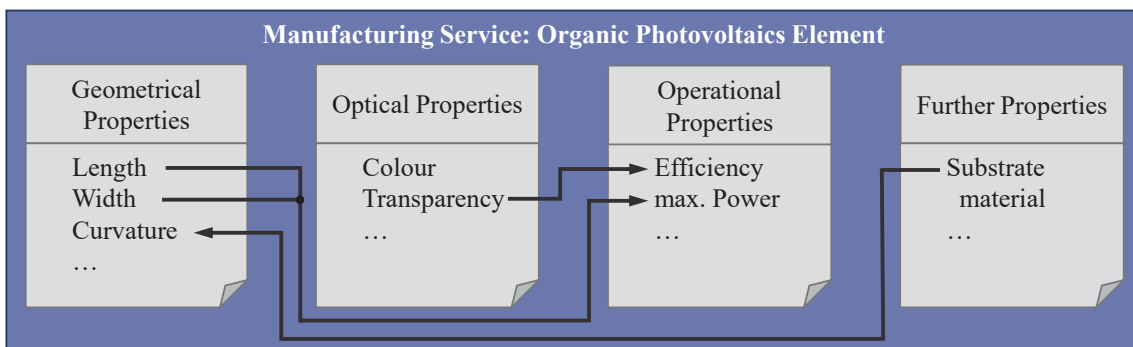 Manufacturing Service: Organic Photovoltaics Element
Geometrical
Properties
Length
Width
Curvature
…
Optical Properties
Colour
Transparency
…
Operational
Properties
Efficiency
max. Power
…
Further Properties
Substrate
material
…